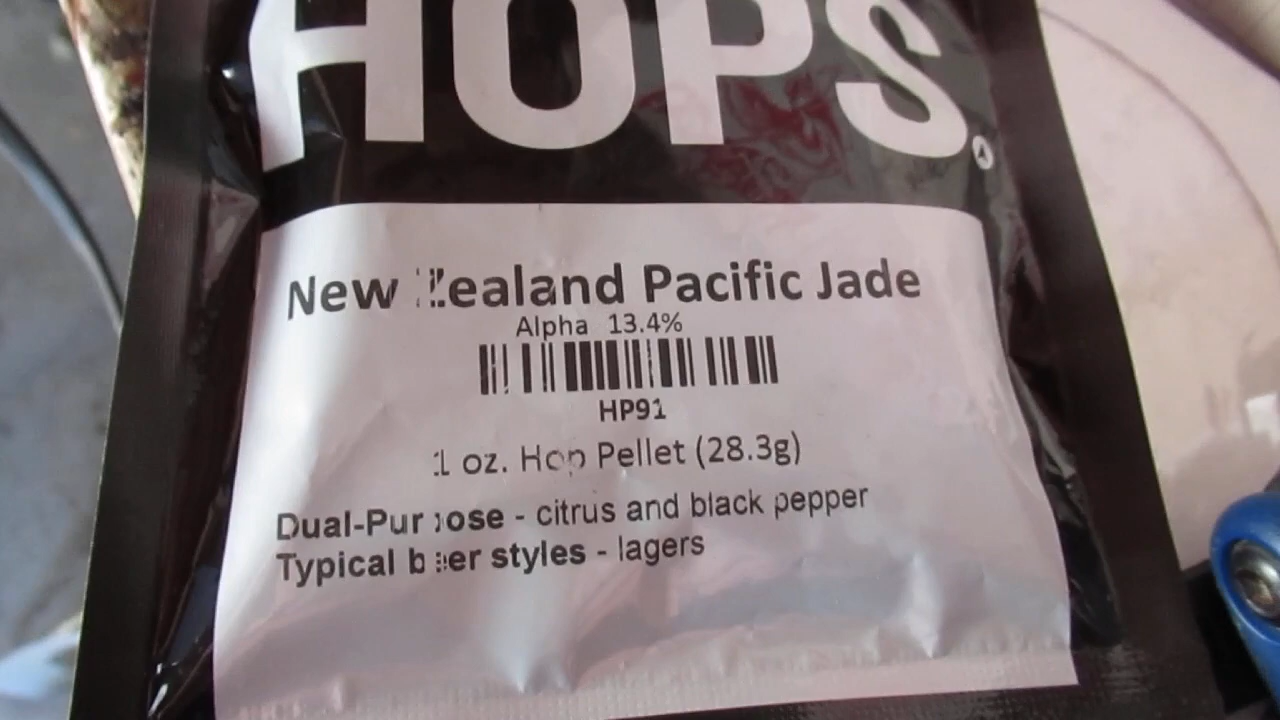 HOPS
New Zealand Pacific Jade
Alpha 13.4%
HP91
1 oz. Hop Pellet (28.3g)
Dual-Purpose - citrus and black pepper
Typical beer styles - lagers